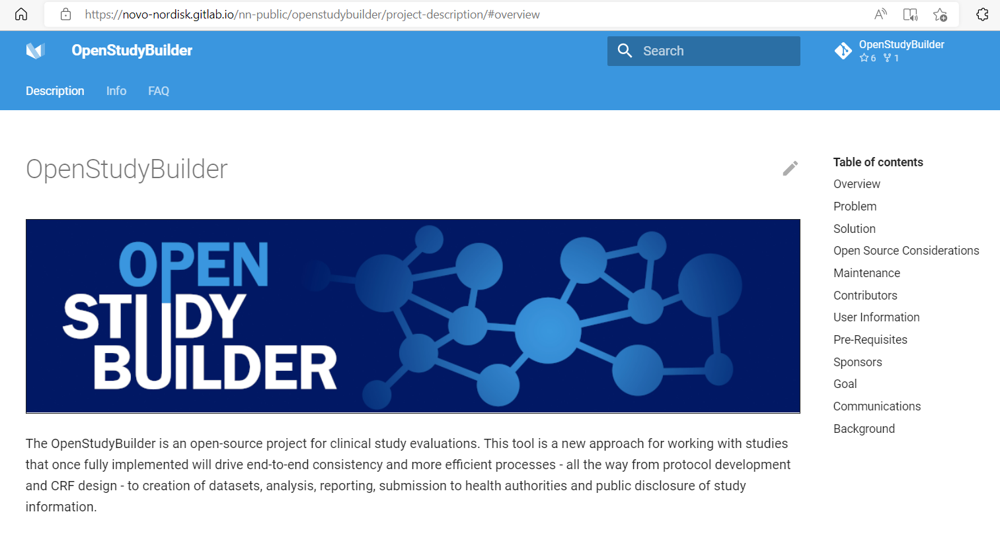 https://novo-nordisk.gitlab.io/nn-public/openstudybuilder/project-description/#overview
OpenStudyBuilder
Search
OpenStudyBuilder
6 1
Description Info FAQ
OpenStudyBuilder
OPEN
STUDY
BUILDER
The OpenStudyBuilder is an open-source project for clinical study evaluations. This tool is a new approach for working with studies
that once fully implemented will drive end-to-end consistency and more efficient processes - all the way from protocol development
and CRF design - to creation of datasets, analysis, reporting, submission to health authorities and public disclosure of study
information.
Table of contents
Overview
Problem
Solution
Open Source Considerations
Maintenance
Contributors
User Information
Pre-Requisites
Sponsors
Goal
Communications
Background